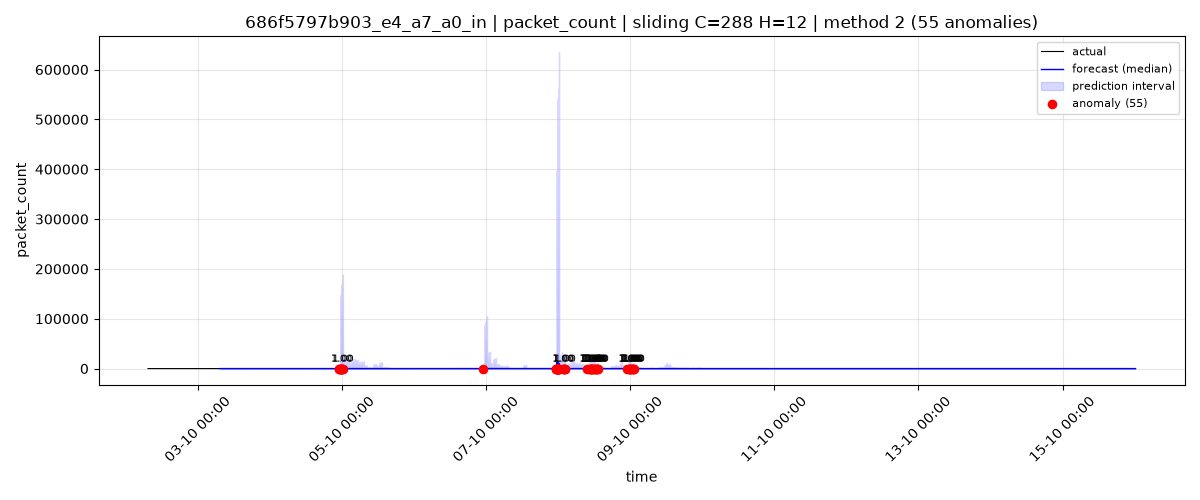 686f5797b903_e4_a7_a0_in | packet_count | sliding C=288 H=12 | method 2 (55 anomalies)
actual
forecast (median)
prediction interval
anomaly (55)
packet_count
600000
500000
400000
300000
200000
100000
0
1.00
1.00
03-10 00:00
05-10 00:00
07-10 00:00
09-10 00:00
11-10 00:00
13-10 00:00
15-10 00:00
time